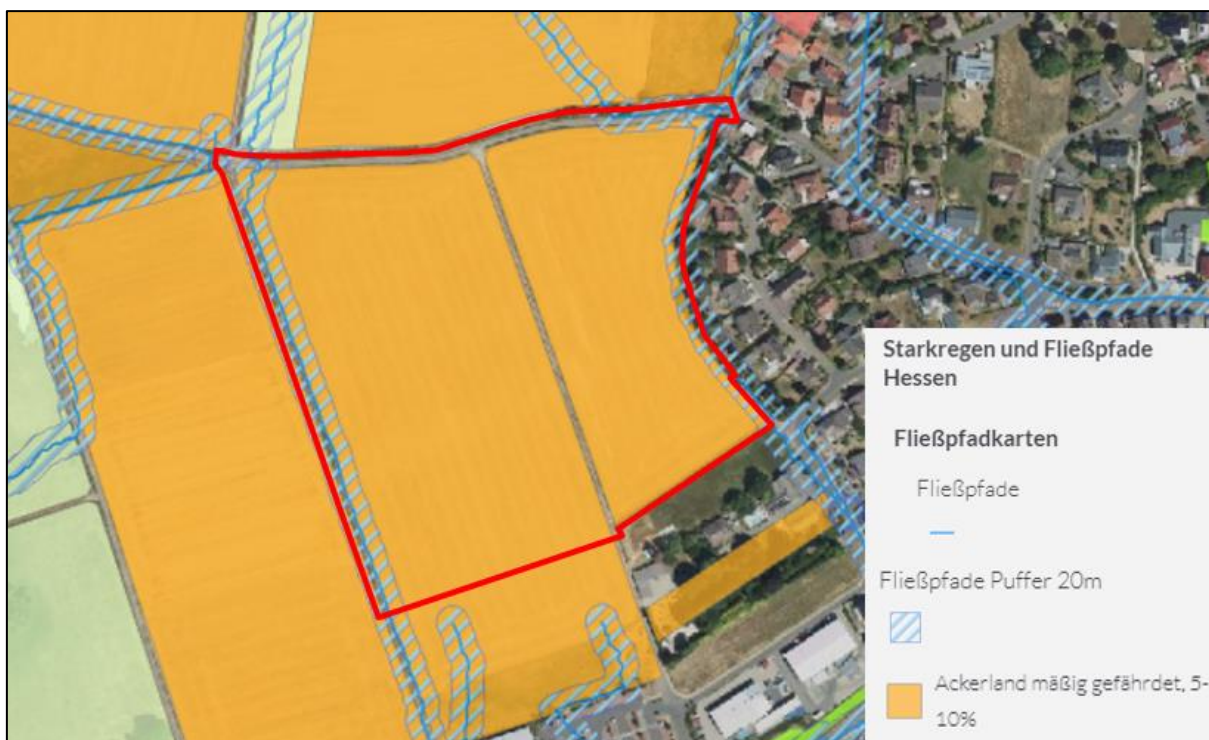 Starkregen und Fließpfade
Hessen
Fließpfadkarten
Fließpfade
Fließpfade Puffer 20m
Ackerland mäßig gefährdet, 5-
10%